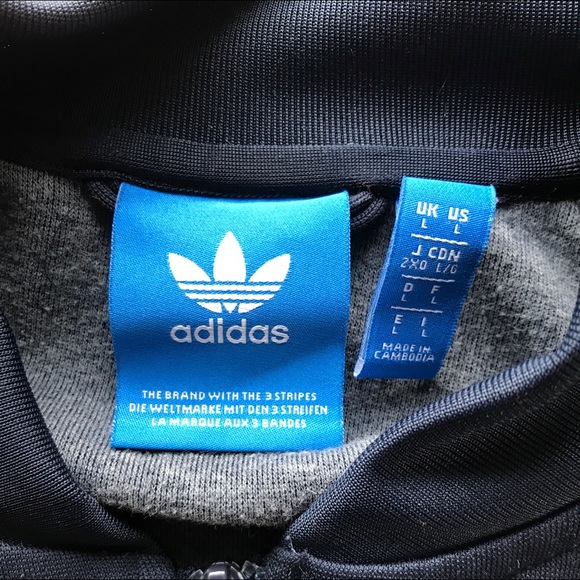 adidas
THE BRAND WITH THE 3 STRIPES
DIE WELTMARKE MIT DEN 3 STREIFEN
LA MARQUE AUX 3 BANDES
UK US
L L
J CDN
2XO L/G
D F
L L
E I
L L
MADE IN
CAMBODIA